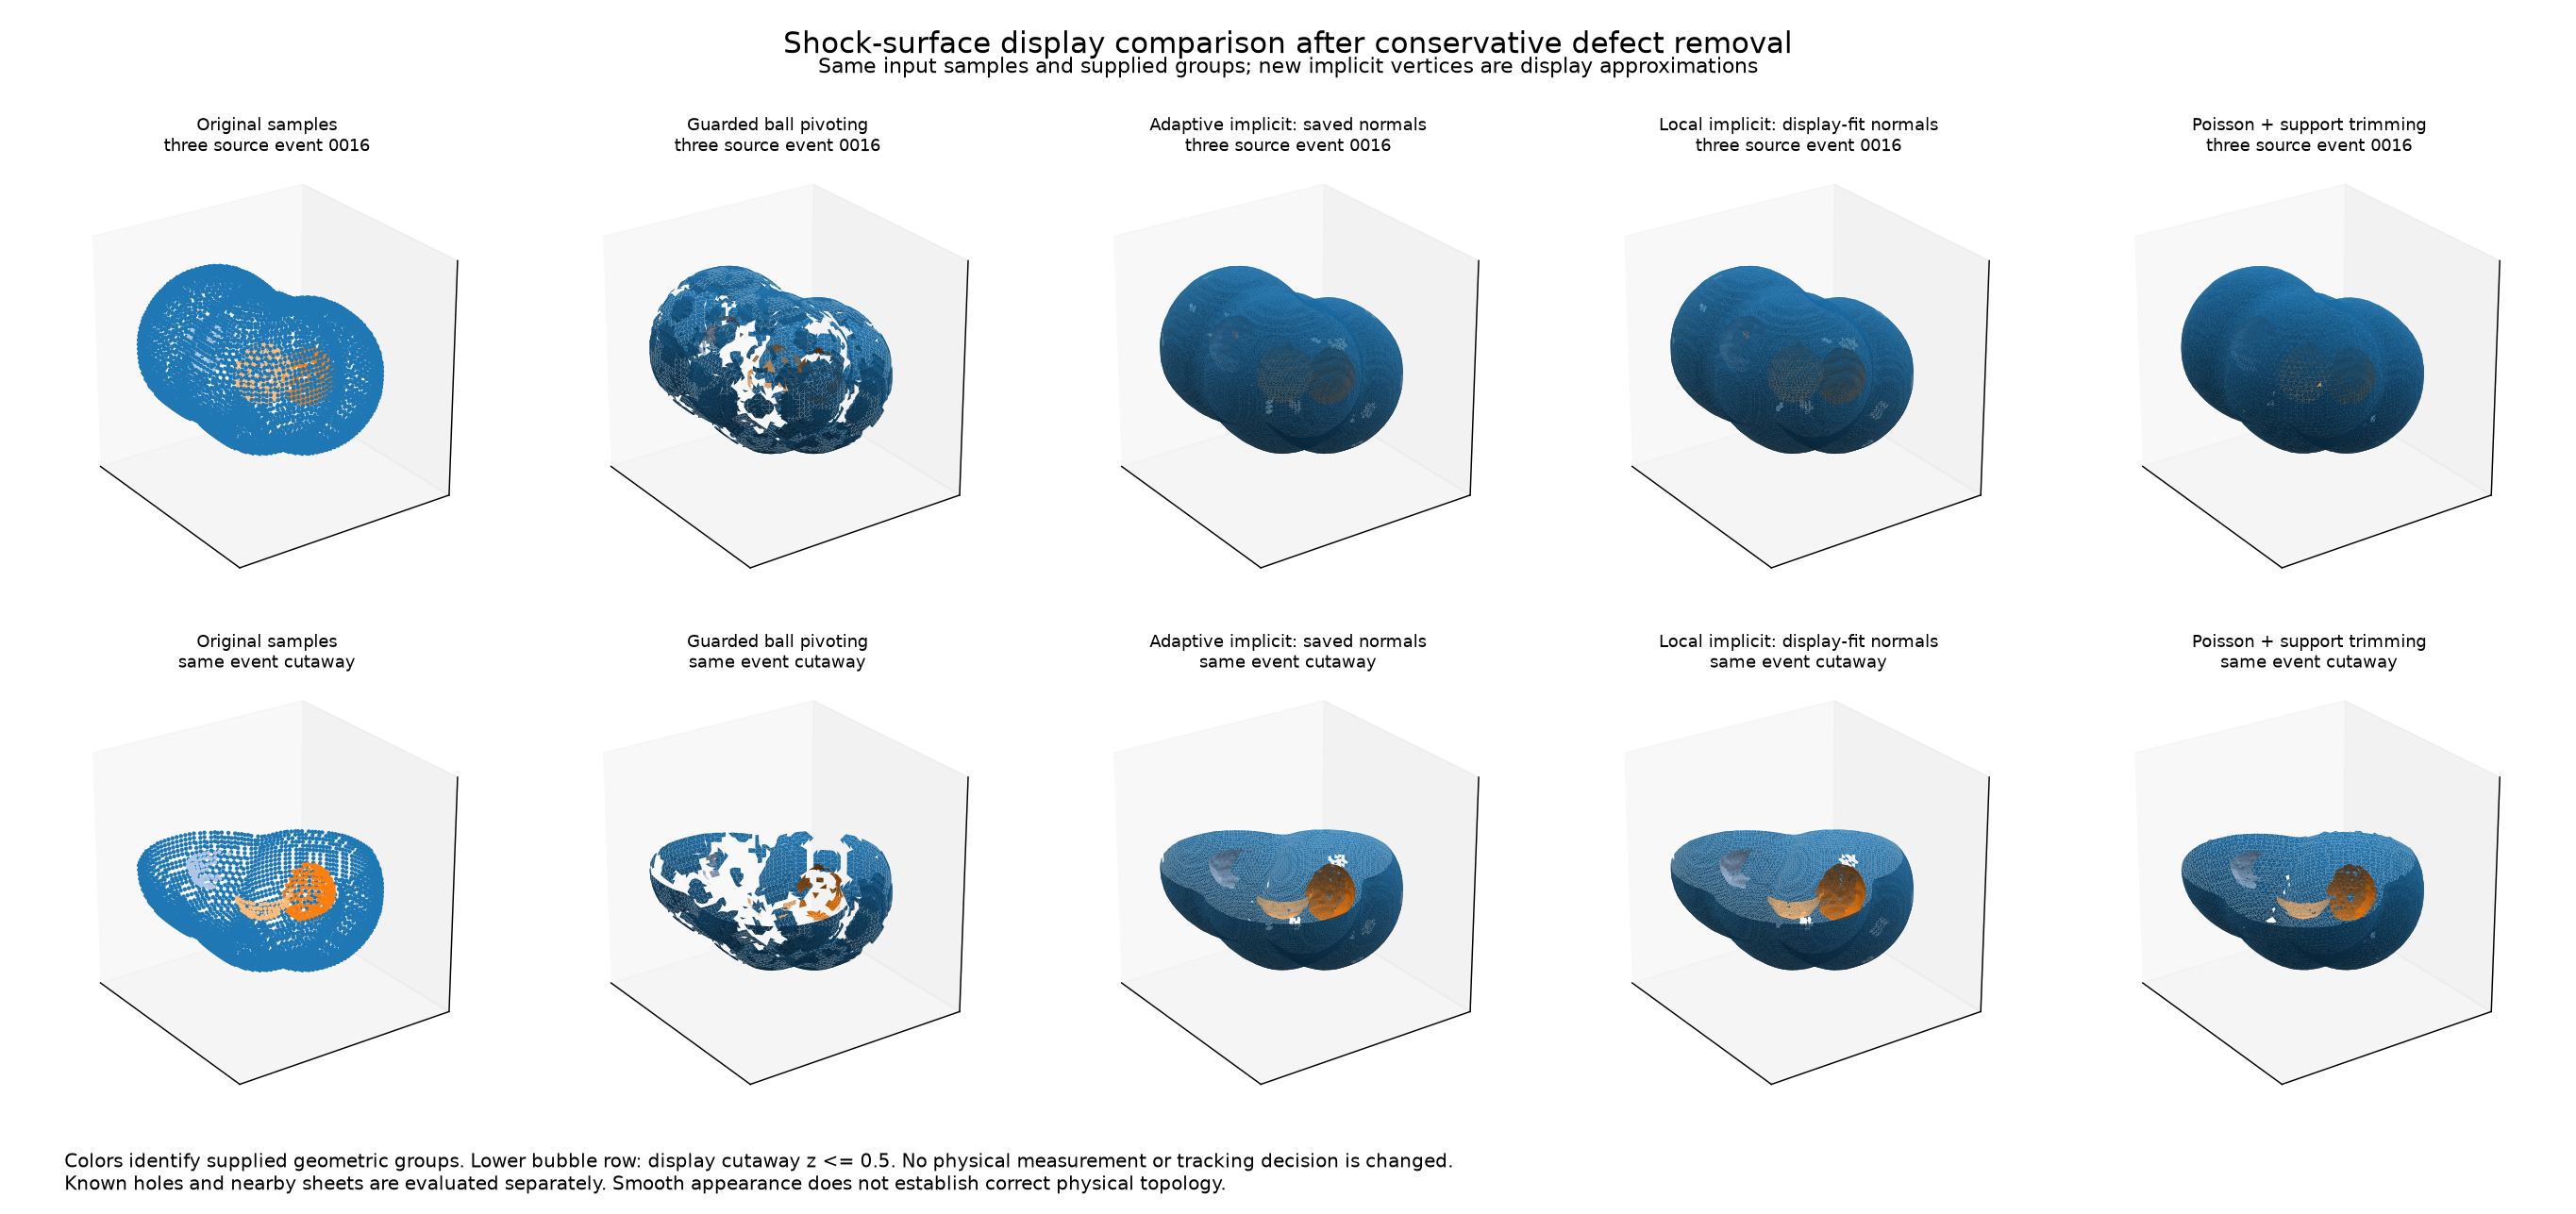 Shock-surface display comparison after conservative defect removal
Same input samples and supplied groups; new implicit vertices are display approximations
Original samples
three source event 0016
Guarded ball pivoting
three source event 0016
Adaptive implicit: saved normals
three source event 0016
Local implicit: display-fit normals
three source event 0016
Poisson + support trimming
three source event 0016
Original samples
same event cutaway
Guarded ball pivoting
same event cutaway
Adaptive implicit: saved normals
same event cutaway
Local implicit: display-fit normals
same event cutaway
Poisson + support trimming
same event cutaway
Colors identify supplied geometric groups. Lower bubble row: display cutaway z <= 0.5. No physical measurement or tracking decision is changed.
Known holes and nearby sheets are evaluated separately. Smooth appearance does not establish correct physical topology.